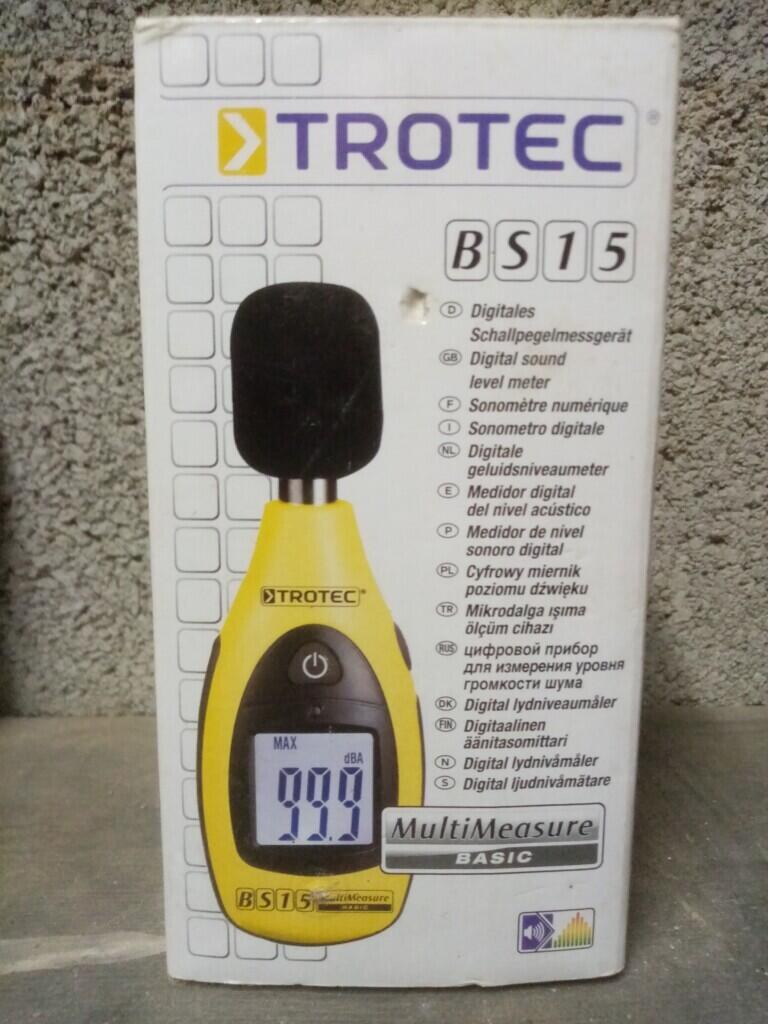 TROTEC®
BS15
D Digitales
Schallpegelmessgerät
GB Digital sound
level meter
F Sonomètre numérique
I Sonometro digitale
NL Digitale
geluidsniveaumeter
E Medidor digital
del nivel acústico
P Medidor de nivel
sonoro digital
PL Cyfrowy miernik
poziomu dźwięku
TR Mikrodalga ışıma
ölçüm cihazı
RUS цифровой прибор
для измерения уровня
громкости шума
DK Digital lydniveaumåler
FIN Digitaalinen
äänitasomittari
N Digital lydnivåmåler
S Digital ljudnivåmätare
TROTEC®
MAX
dBA
99.9
BS15 MultiMeasure
BASIC
MultiMeasure
BASIC